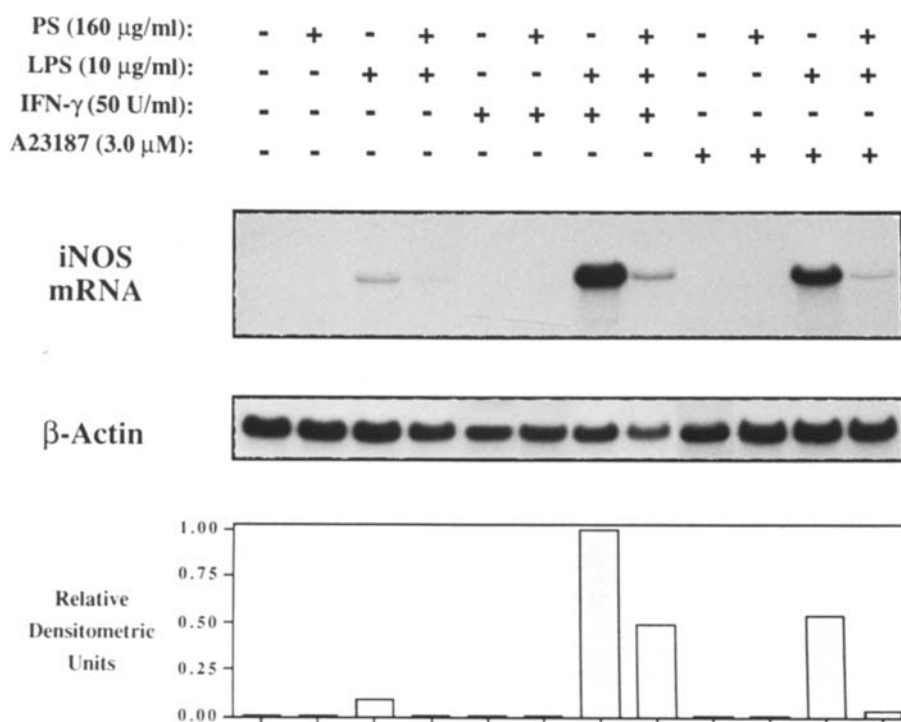 PS (160 μg/ml): - + - + - + - + - + - +
LPS (10 μg/ml): - - + + - - + + - - + +
IFN-γ (50 U/ml): - - - - + + + + - - - -
A23187 (3.0 μM): - - - - - - - - + + + +
iNOS
mRNA
β-Actin
1.00
0.75
0.50
0.25
0.00
Relative
Densitometric
Units